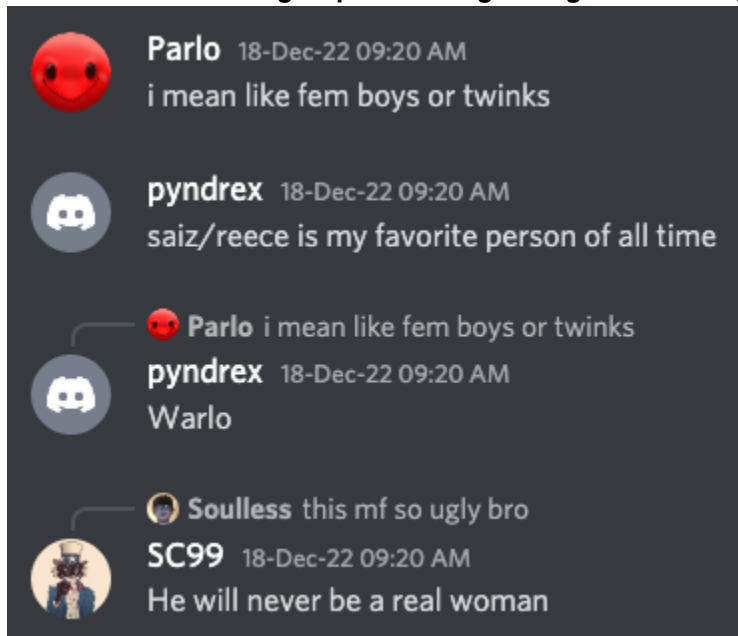 Parlo 18-Dec-22 09:20 AM
i mean like fem boys or twinks
pyndrex 18-Dec-22 09:20 AM
saiz/reece is my favorite person of all time
Parlo i mean like fem boys or twinks
pyndrex 18-Dec-22 09:20 AM
Warlo
Soulless this mf so ugly bro
SC99 18-Dec-22 09:20 AM
He will never be a real woman